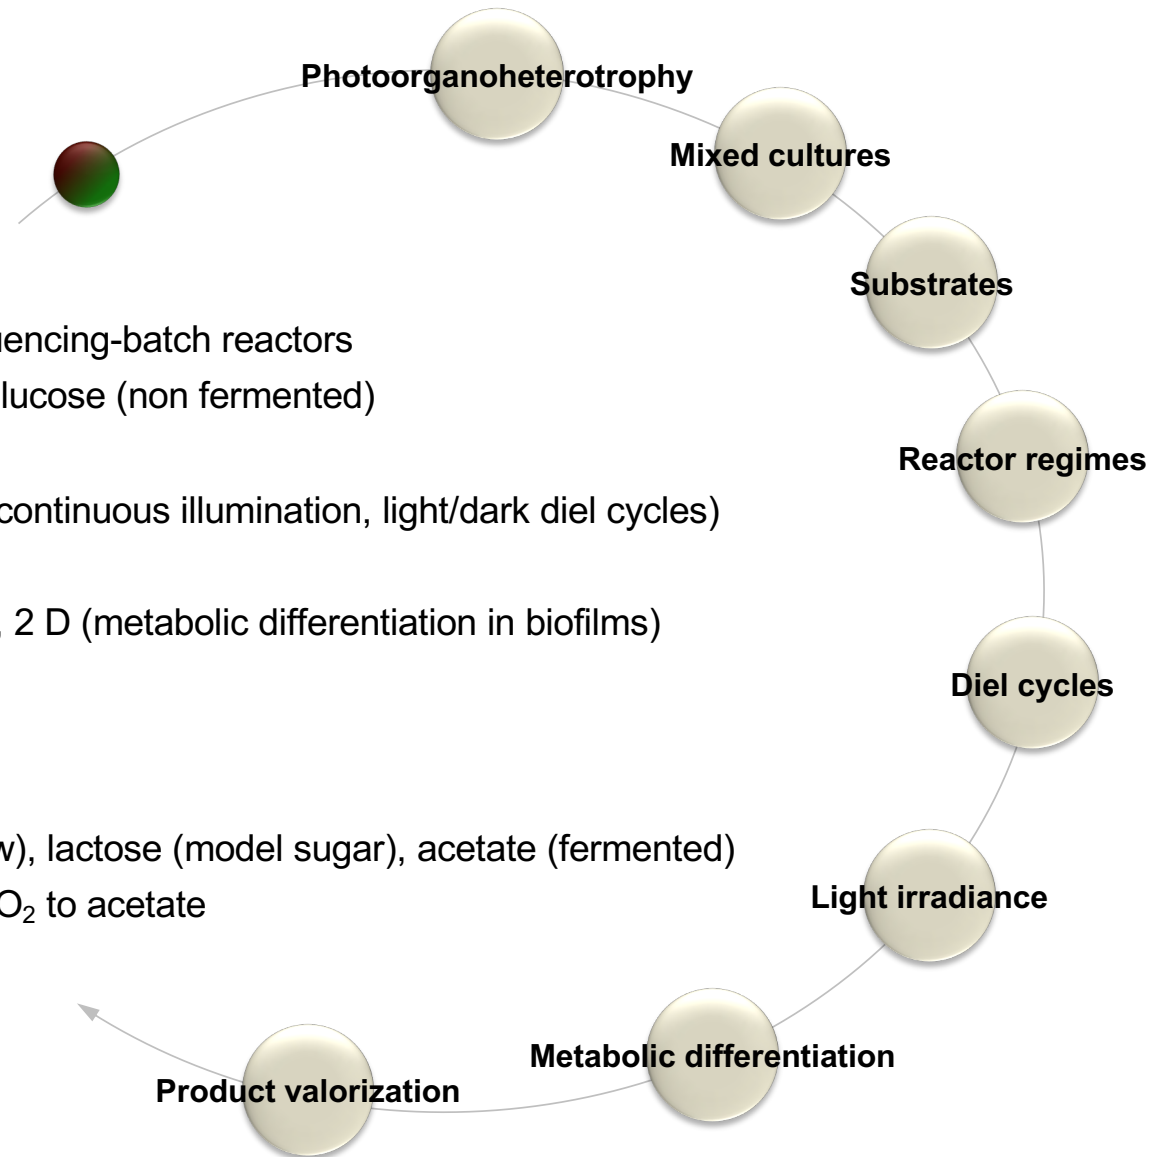 Photoorganoheterotrophy
Mixed cultures
Substrates
uencing-batch reactors
lucose (non fermented)
Reactor regimes
continuous illumination, light/dark diel cycles)
, 2 D (metabolic differentiation in biofilms)
Diel cycles
w), lactose (model sugar), acetate (fermented)
Light irradiance
O₂ to acetate
Metabolic differentiation
Product valorization